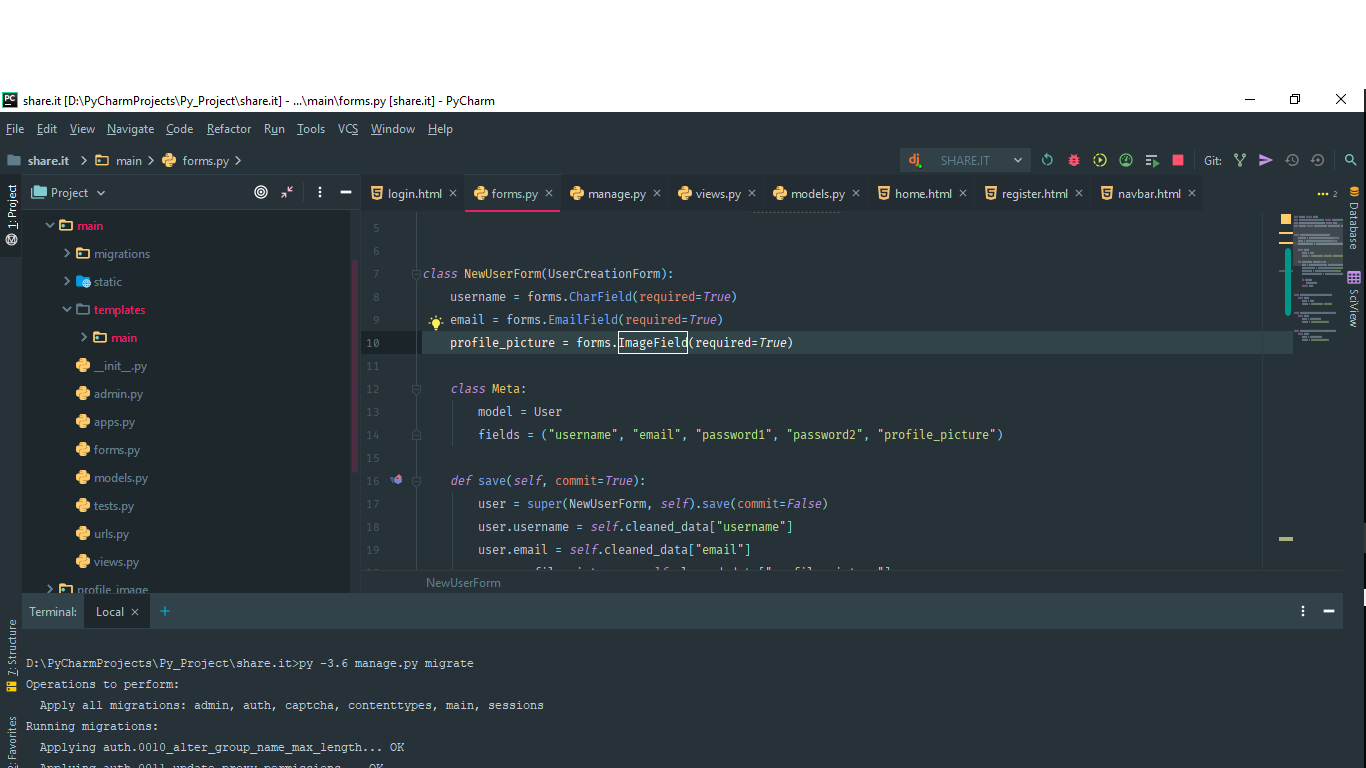 PC share.it [D:\PyCharmProjects\Py_Project\share.it] - ...\main\forms.py [share.it] - PyCharm
File Edit View Navigate Code Refactor Run Tools VCS Window Help
share.it main forms.py dj SHARE.IT Git:
1: Project
Project
login.html forms.py manage.py views.py models.py home.html register.html navbar.html 2
Database
SciView
main
migrations
static
templates
main
__init__.py
admin.py
apps.py
forms.py
models.py
tests.py
urls.py
views.py
profile_image
5
6
7 class NewUserForm(UserCreationForm):
8 username = forms.CharField(required=True)
9 email = forms.EmailField(required=True)
10 profile_picture = forms.ImageField(required=True)
11
12 class Meta:
13 model = User
14 fields = ("username", "email", "password1", "password2", "profile_picture")
15
16 def save(self, commit=True):
17 user = super(NewUserForm, self).save(commit=False)
18 user.username = self.cleaned_data["username"]
19 user.email = self.cleaned_data["email"]
NewUserForm
Terminal: Local +
7: Structure
2: Favorites
D:\PyCharmProjects\Py_Project\share.it>py -3.6 manage.py migrate
Operations to perform:
Apply all migrations: admin, auth, captcha, contenttypes, main, sessions
Running migrations:
Applying auth.0010_alter_group_name_max_length... OK
Applying auth.0011_update_proxy_permissions... OK